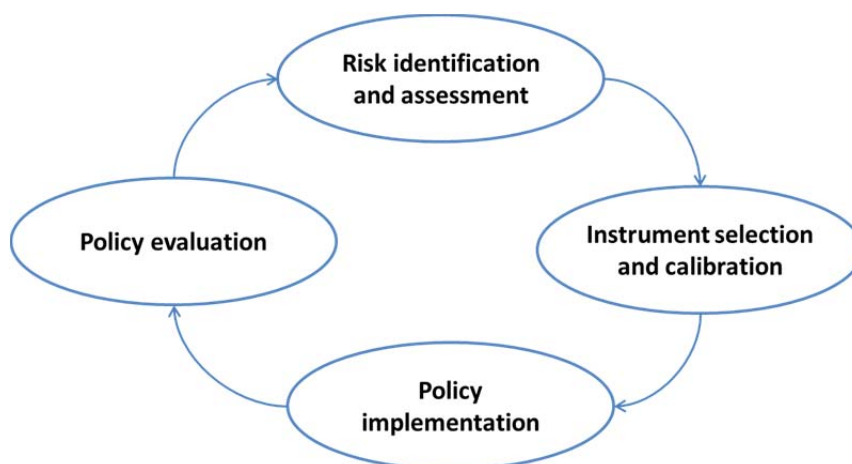 Risk identification
and assessment
Policy evaluation
Instrument selection
and calibration
Policy
implementation